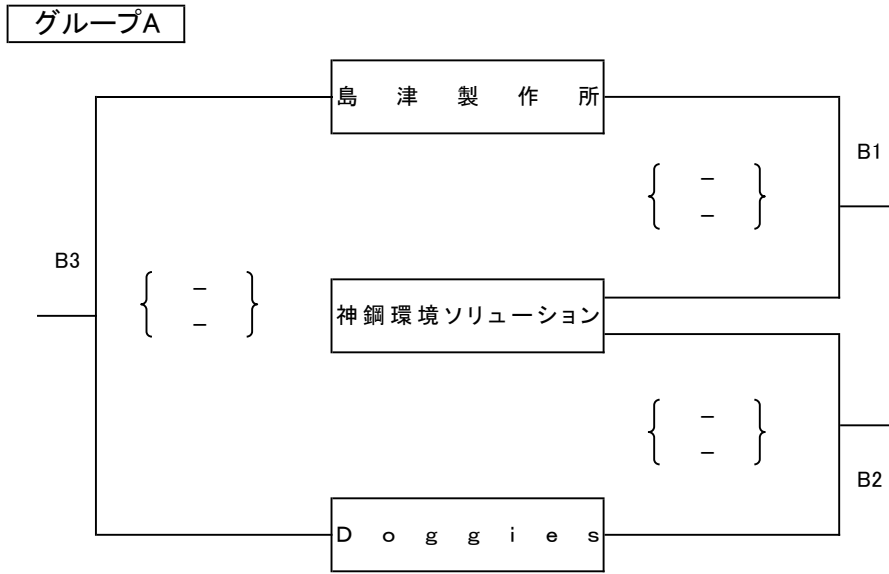 グループA
島津製作所
B1
{ － － }
B3
{ － － }
神鋼環境ソリューション
{ － － }
B2
Ｄｏｇｇｉｅｓ